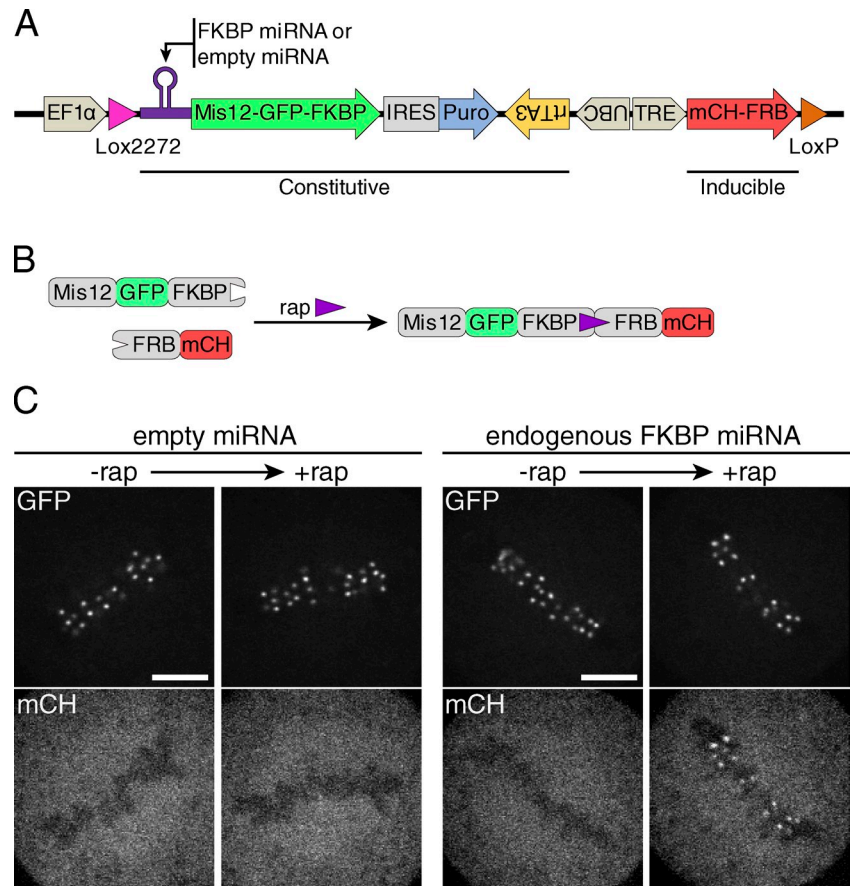 A
FKBP miRNA or
empty miRNA
EF1α
Mis12-GFP-FKBP
IRES
Puro
rtTA3
UBC
TRE
mCH-FRB
Lox2272
LoxP
Constitutive
Inducible
B
Mis12 GFP FKBP
FRB mCH
rap
Mis12 GFP FKBP FRB mCH
C
empty miRNA
endogenous FKBP miRNA
-rap +rap
-rap +rap
GFP
GFP
mCH
mCH